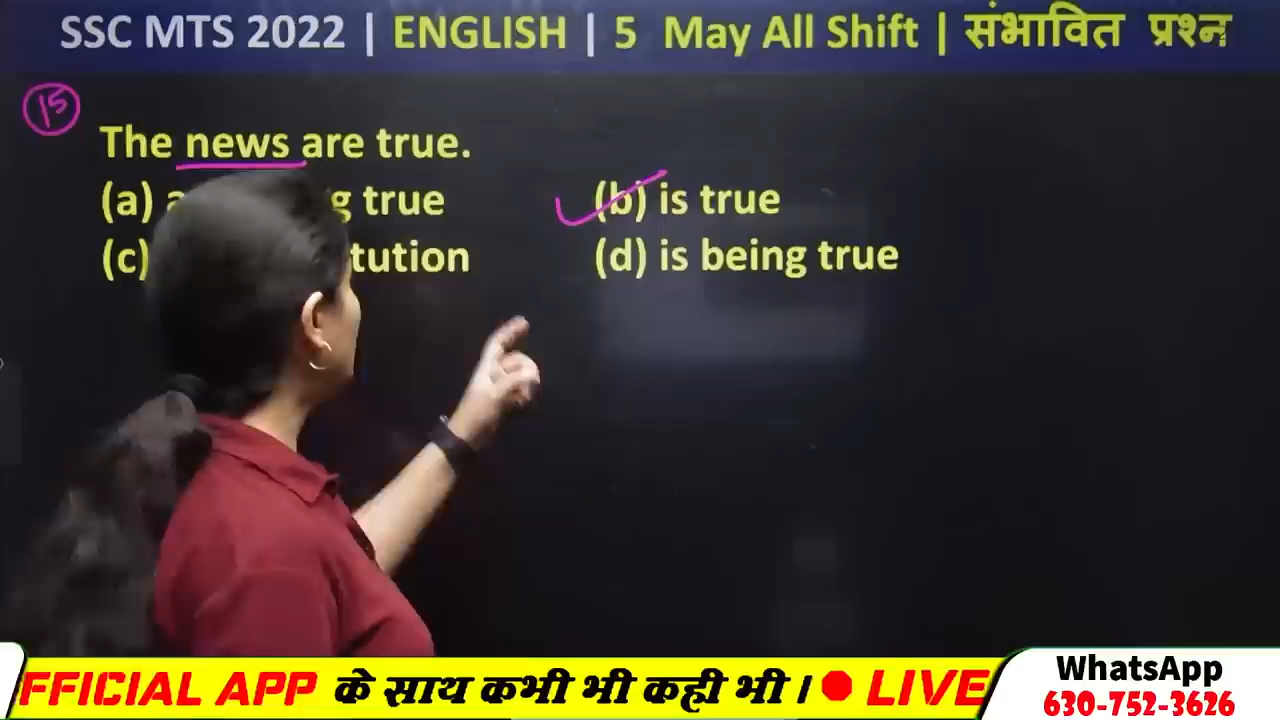 SSC MTS 2022 | ENGLISH | 5 May All Shift | संभावित प्रश्न
15
The news are true.
(a) true
(b) is true
(c)
(d) is being true
FFICIAL APP के साथ कभी भी कही भी । LIVE
WhatsApp
630-752-3626